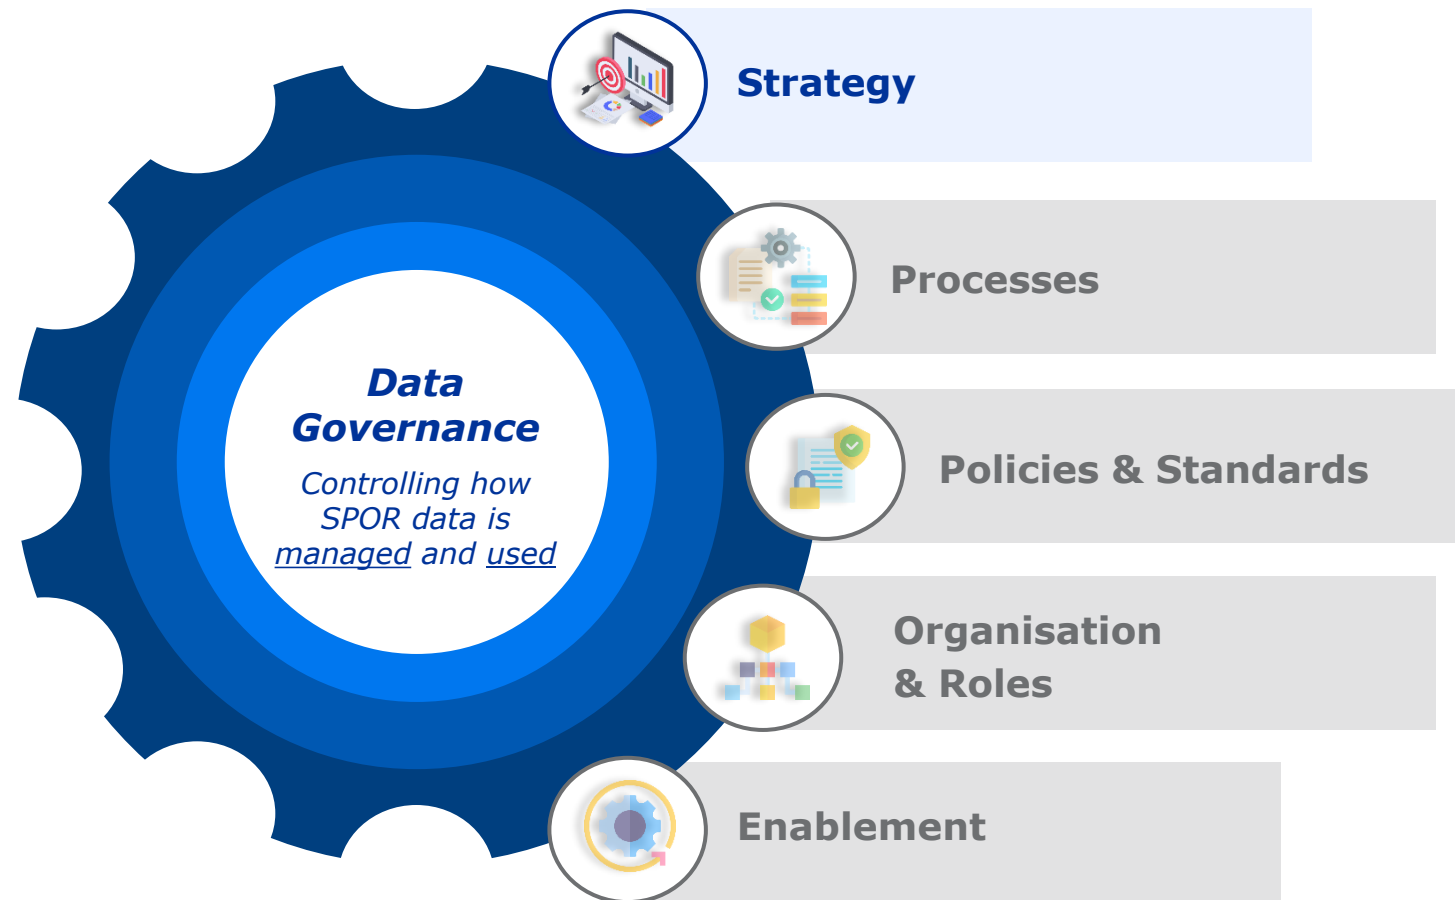 Strategy
Processes
Data
Governance
Controlling how
SPOR data is
managed and used
Policies & Standards
Organisation
& Roles
Enablement